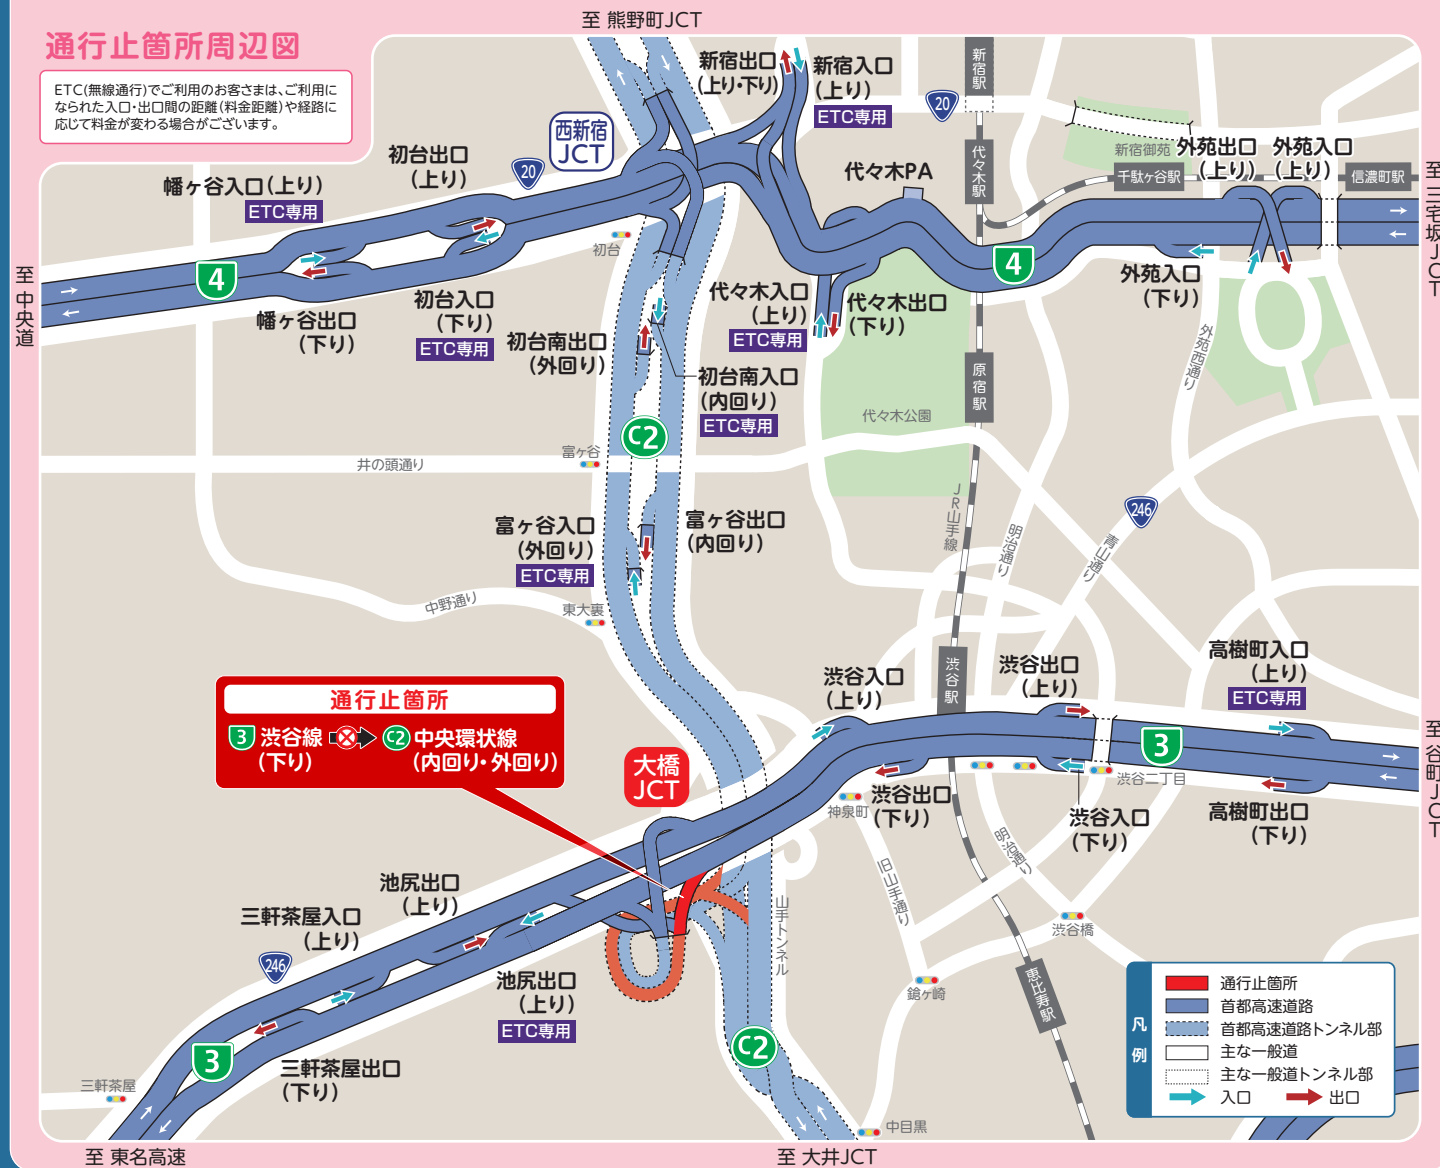 至 熊野町JCT
通行止箇所周辺図
ETC(無線通行)でご利用のお客さまは、ご利用に
なられた入口・出口間の距離(料金距離)や経路に
応じて料金が変わる場合がございます。
西新宿
JCT
新宿出口
(上り・下り)
新宿入口
(上り)
ETC専用
新宿駅
20
代々木駅
新宿御苑
千駄ヶ谷駅
外苑出口
(上り)
外苑入口
(上り)
信濃町駅
至 三宅坂JCT
初台出口
(上り)
20
幡ヶ谷入口(上り)
ETC専用
代々木PA
初台
4
4
至 中央道
幡ヶ谷出口
(下り)
初台入口
(下り)
ETC専用
初台南出口
(外回り)
代々木入口
(上り)
ETC専用
代々木出口
(下り)
外苑入口
(下り)
外苑西通り
初台南入口
(内回り)
ETC専用
原宿駅
代々木公園
C2
富ヶ谷
井の頭通り
富ヶ谷入口
(外回り)
ETC専用
富ヶ谷出口
(内回り)
JR山手線
明治通り
青山通り
246
中野通り
東大裏
通行止箇所
3 渋谷線
(下り)
C2 中央環状線
(内回り・外回り)
大橋
JCT
渋谷入口
(上り)
渋谷駅
渋谷出口
(上り)
高樹町入口
(上り)
ETC専用
3
至 谷町JCT
渋谷二丁目
神泉町
渋谷出口
(下り)
渋谷入口
(下り)
高樹町出口
(下り)
明治通り
旧山手通り
山手トンネル
渋谷橋
池尻出口
(上り)
三軒茶屋入口
(上り)
246
池尻出口
(上り)
ETC専用
鎗ヶ崎
恵比寿駅
C2
3
三軒茶屋出口
(下り)
三軒茶屋
中目黒
凡例
通行止箇所
首都高速道路
首都高速道路トンネル部
主な一般道
主な一般道トンネル部
入口
出口
至 東名高速
至 大井JCT